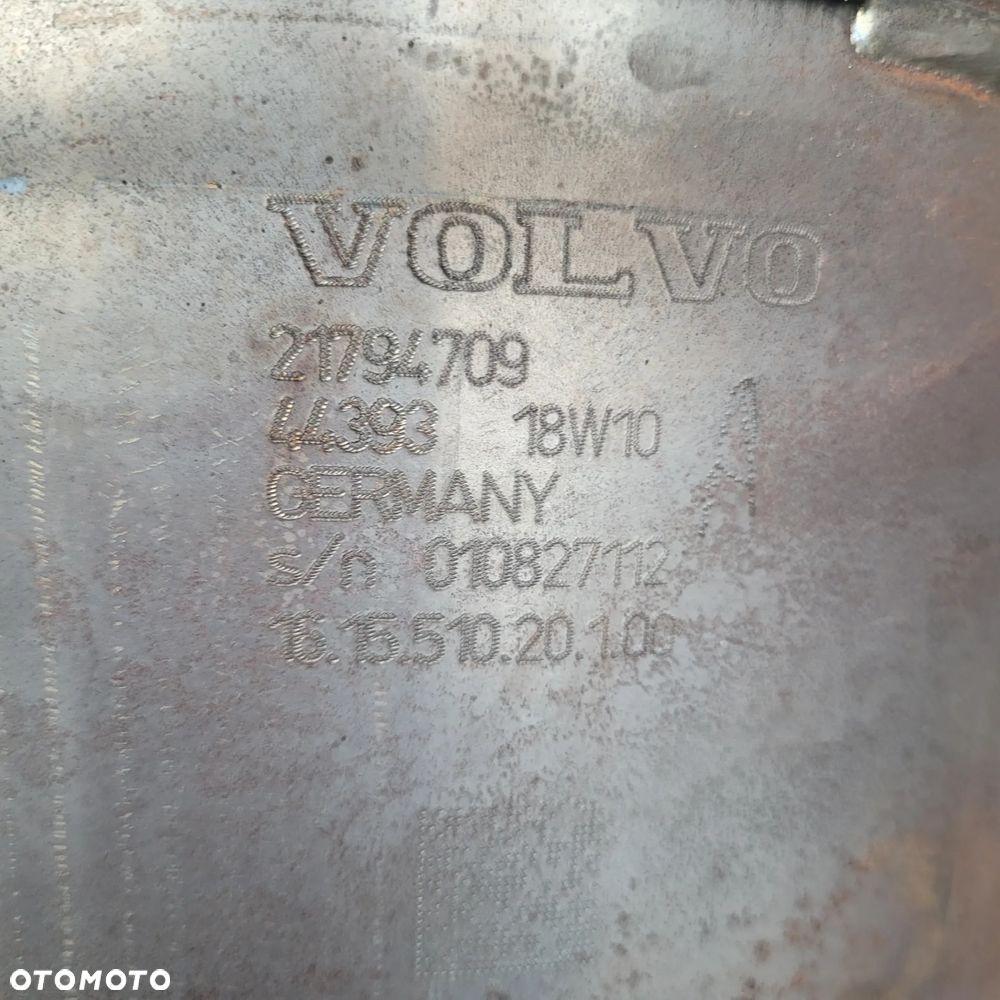 VOLVO
21794709
44393 18W10 A
GERMANY
s/n 010827112
16.15.510.20.1.00
OTOMOTO